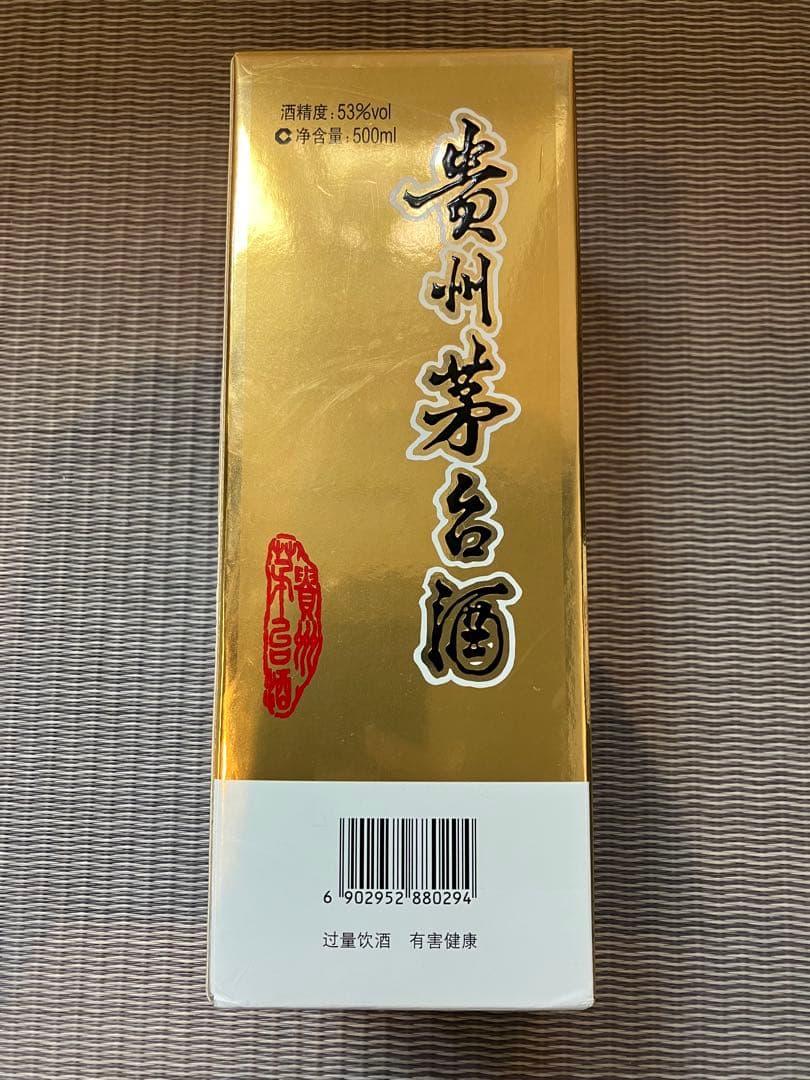 酒精度:53%vol
净含量:500ml
贵州茅台酒
貴州
茅台酒
6 902952 880294
过量饮酒 有害健康